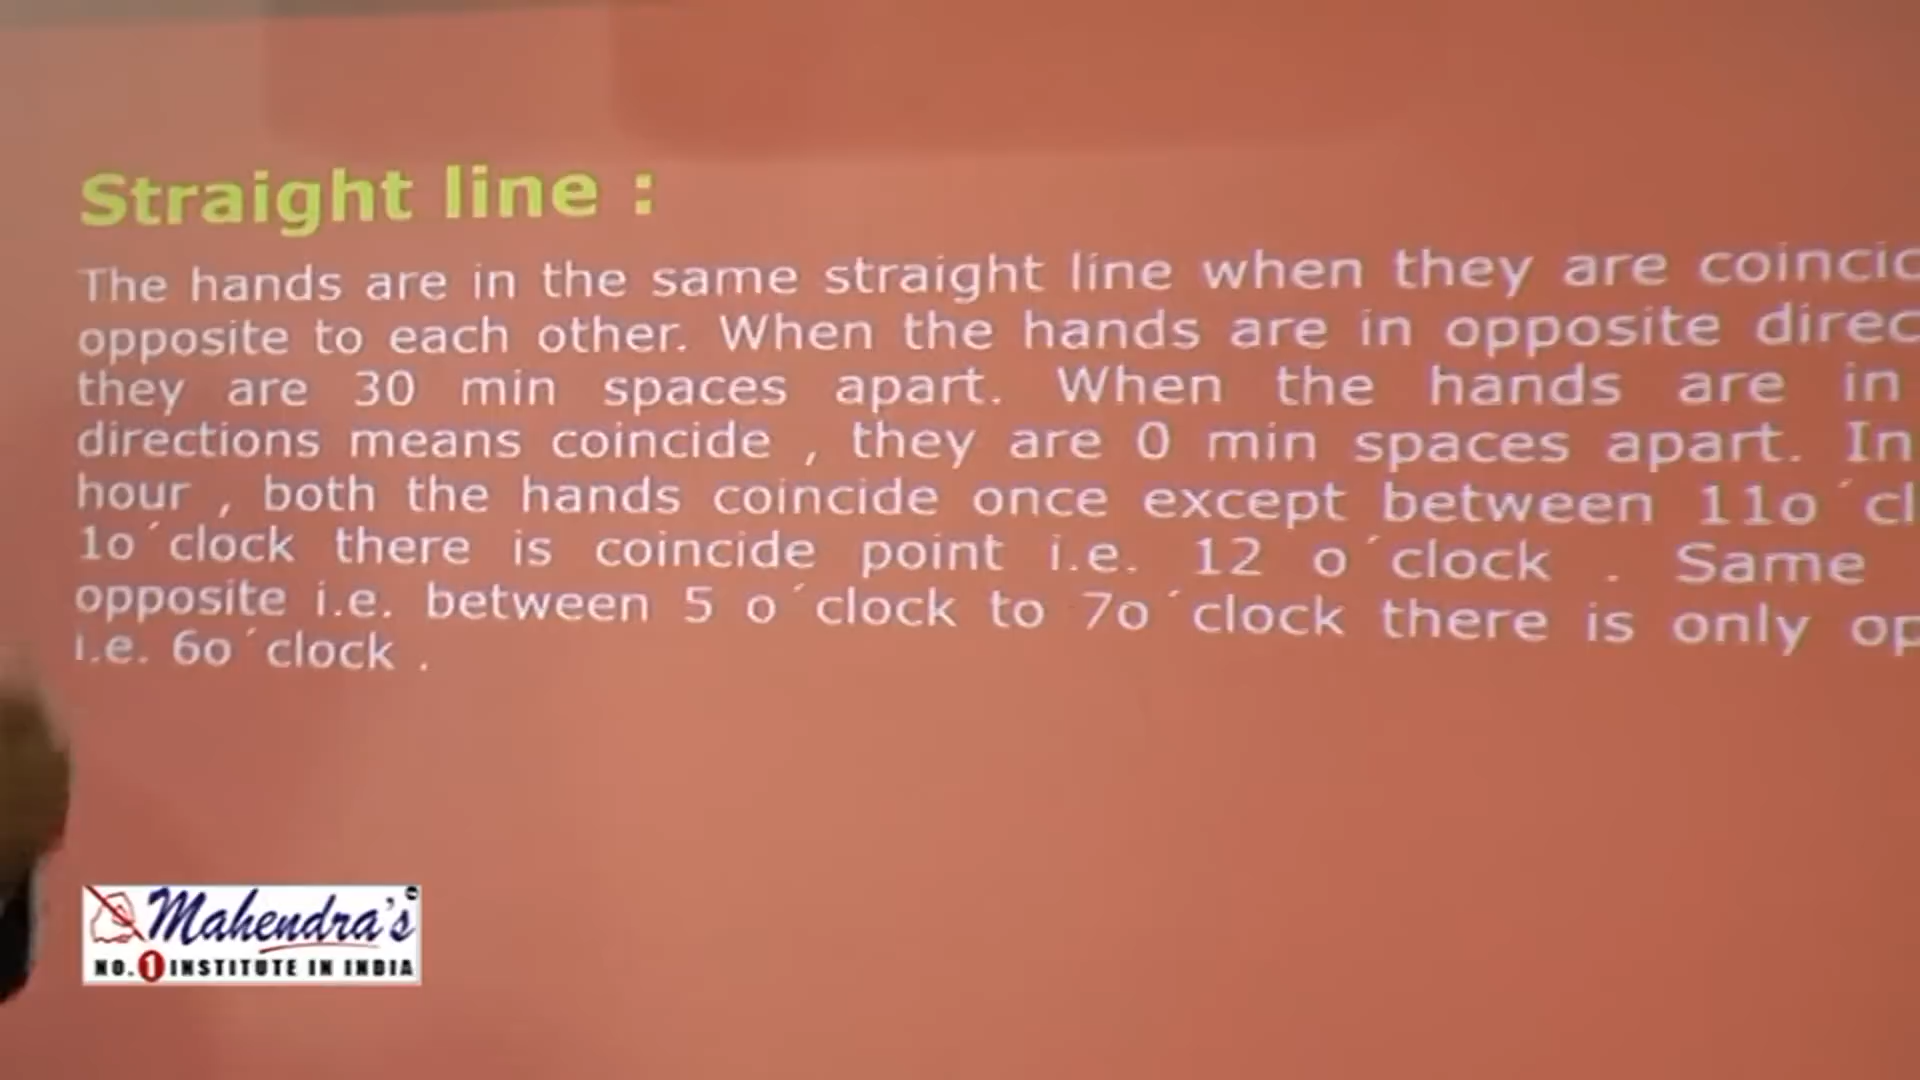 Straight line :
The hands are in the same straight line when they are
opposite to each other. When the hands are in opposite
they are 30 min spaces apart. When the hands are in
directions means coincide , they are 0 min spaces apart. In
hour , both the hands coincide once except between 11o´cl
1o´clock there is coincide point i.e. 12 o´clock . Same
opposite i.e. between 5 o´clock to 7o´clock there is only
i.e. 6o´clock .
Mahendra's
NO. 1 INSTITUTE IN INDIA